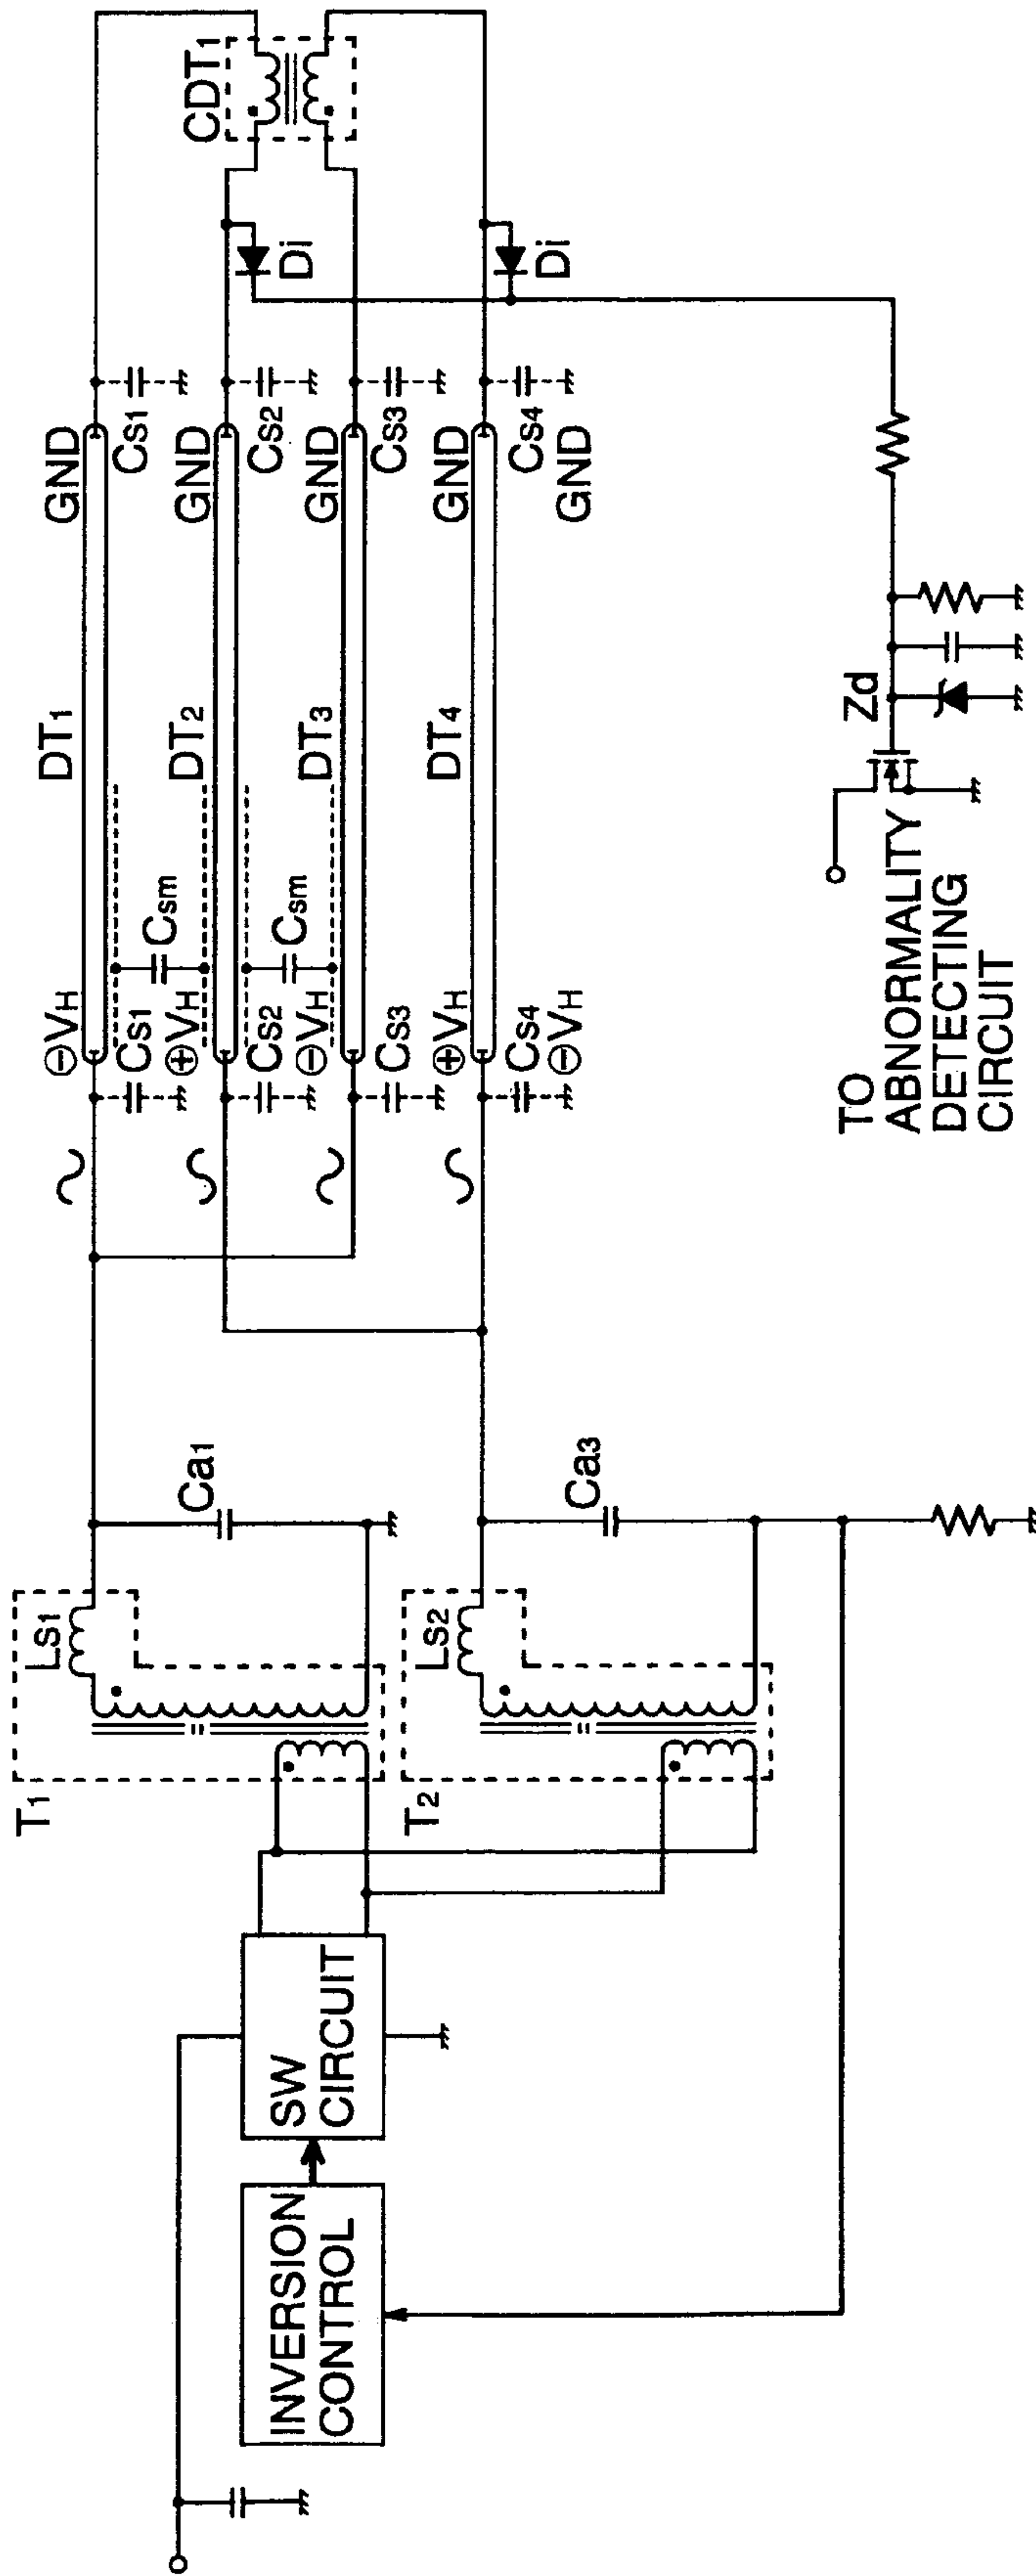 INVERSION
CONTROL
SW
CIRCUIT
T1
LS1
Ca1
T2
LS2
Ca3
⊖VH
DT1
GND
CS1
Csm
CS1
⊕VH
DT2
GND
CS2
Csm
CS2
⊖VH
DT3
GND
CS3
CS3
⊕VH
DT4
GND
CS4
CS4
⊖VH
GND
CDT1
Di
Di
Zd
TO
ABNORMALITY
DETECTING
CIRCUIT